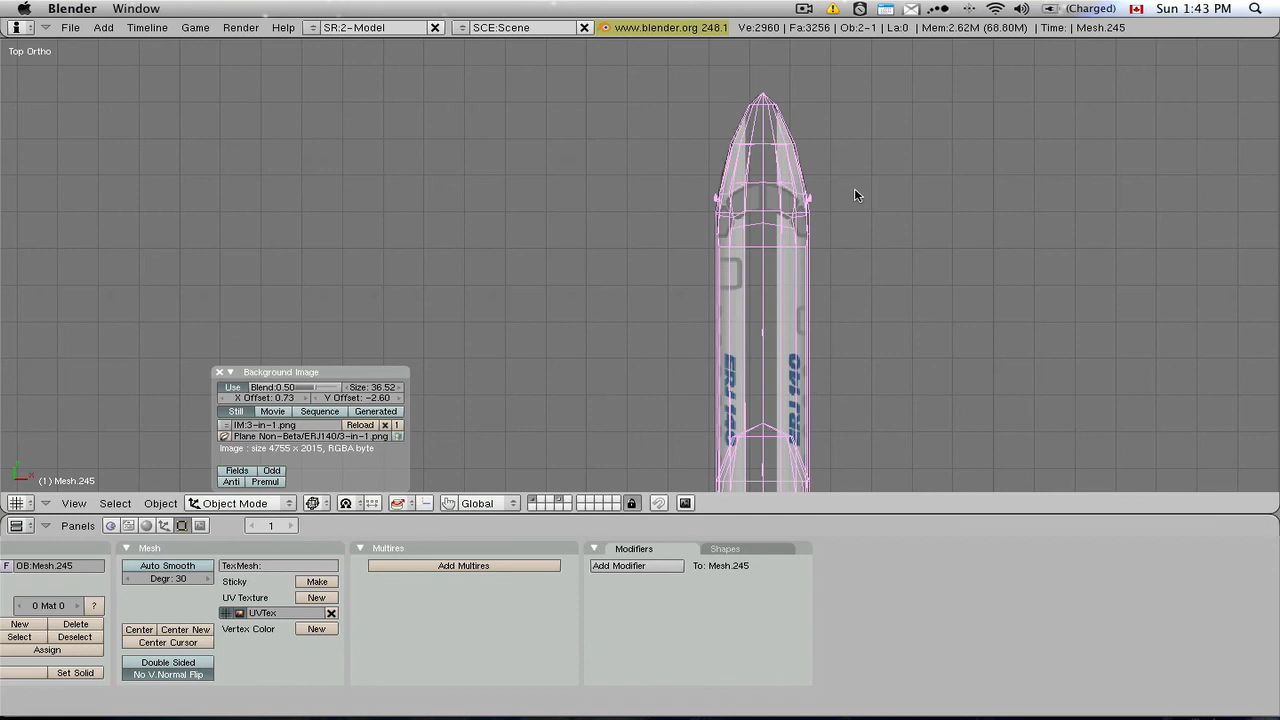 Blender Window (Charged) Sun 1:43 PM
File Add Timeline Game Render Help SR:2-Model SCE:Scene www.blender.org 248.1 Ve:2960 | Fa:3256 | Ob:2-1 | La:0 | Mem:2.62M (68.80M) | Time: | Mesh.245
Top Ortho
ERJ 140
Background Image
Use Blend:0.50 Size: 36.52
X Offset: 0.73 Y Offset: -2.60
Still Movie Sequence Generated
IM:3-in-1.png Reload 1
Plane Non-Beta/ERJ140/3-in-1.png
Image : size 4755 x 2015, RGBA byte
Fields Odd
Anti Premul
(1) Mesh.245
View Select Object Object Mode Global
Panels 1
Mesh Multires Modifiers Shapes
F OB:Mesh.245 Auto Smooth TexMesh: Add Multires Add Modifier To: Mesh.245
Degr: 30 Sticky Make
UV Texture New
0 Mat 0 ? UVTex
New Delete Center Center New Vertex Color New
Select Deselect Center Cursor
Assign
Double Sided
Set Solid No V.Normal Flip